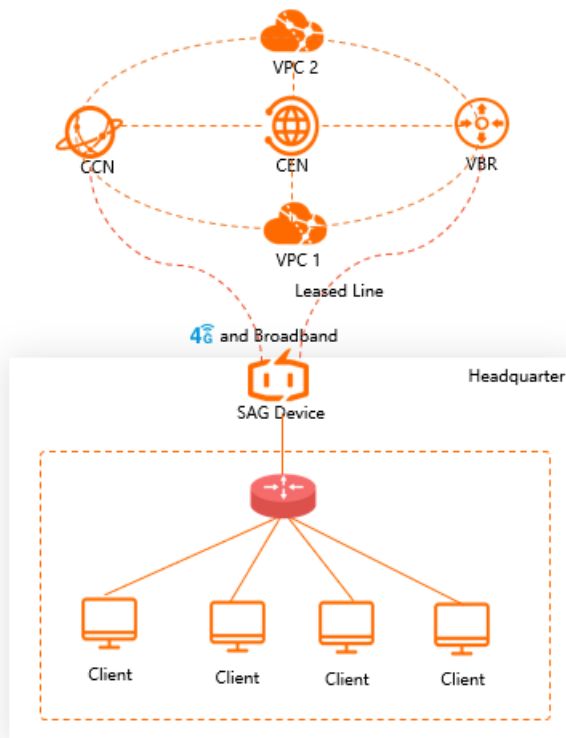 VPC 2
CCN
CEN
VBR
VPC 1
Leased Line
4G and Broadband
Headquarter
SAG Device
Client
Client
Client
Client